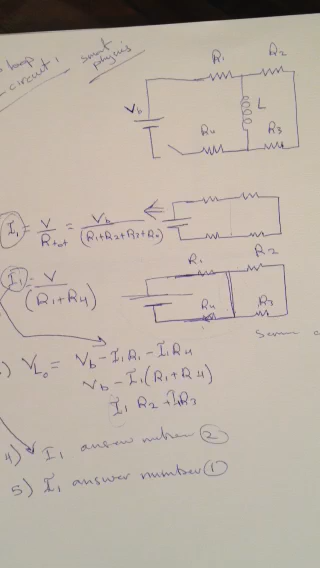 loop circuit 1
smart physics
R1 R2
Vb L
R4 R3
I1 = V / Rtot = Vb / (R1+R2+R3+R4)
I1 = V / (R1+R4)
R1 R2
R4 R3
Same
VL0 = Vb - I1R1 - I1R4
Vb - I1(R1+R4)
I1 R2 + I1R3
4) I1 answer number 2
5) I1 answer number 1